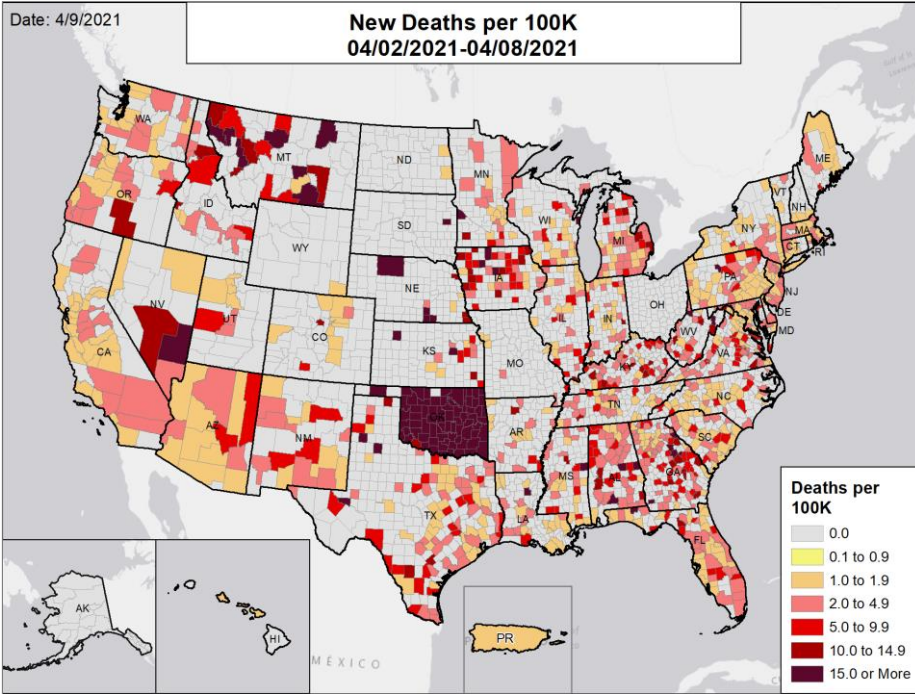 Date: 4/9/2021
New Deaths per 100K
04/02/2021-04/08/2021
WA
MT
ND
MN
ME
OR
ID
SD
WI
MI
VT
NH
NY
MA
CT
RI
WY
IA
PA
NJ
NE
NV
UT
CO
IL
IN
OH
DE
MD
WV
VA
CA
KS
MO
KY
AZ
NM
OK
AR
TN
NC
SC
MS
AL
GA
TX
LA
FL
AK
HI
PR
MÉXICO
Deaths per
100K
0.0
0.1 to 0.9
1.0 to 1.9
2.0 to 4.9
5.0 to 9.9
10.0 to 14.9
15.0 or More